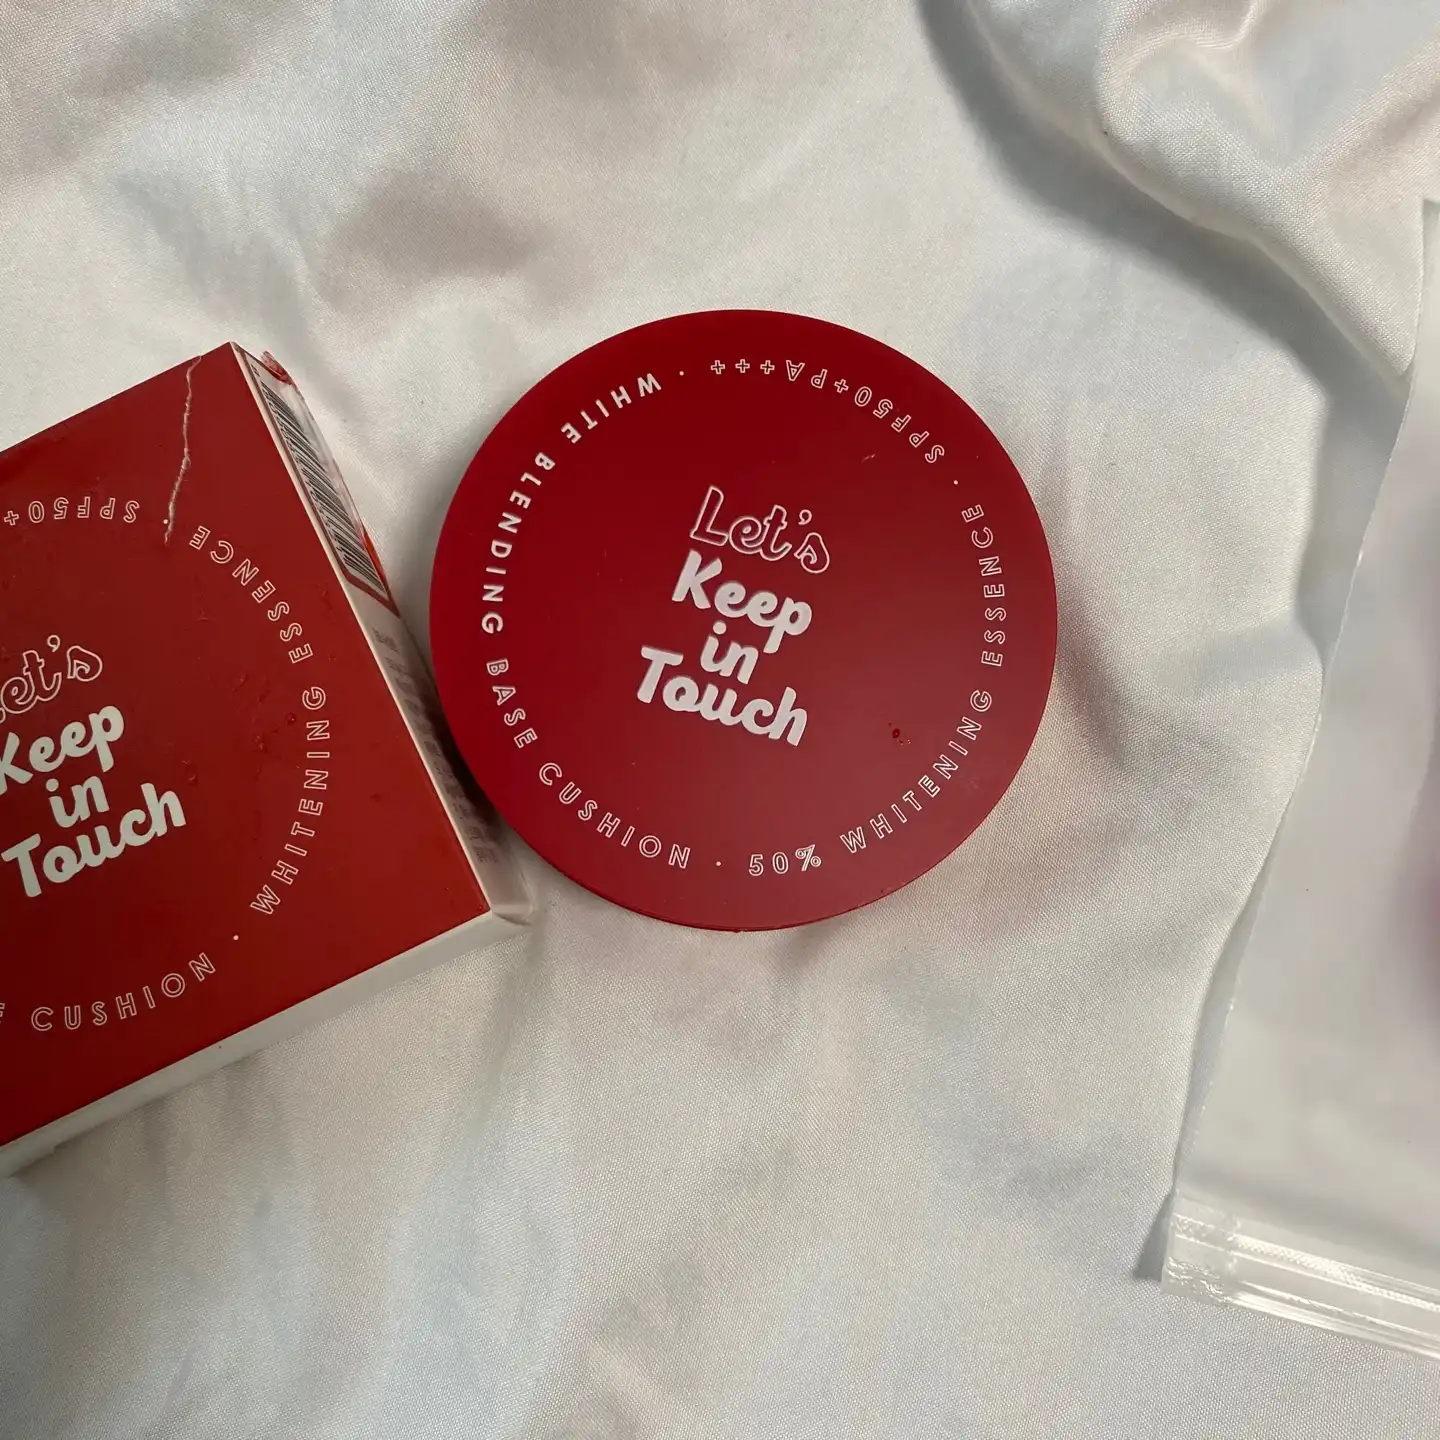 Let's
Keep
in
Touch
WHITE BLENDING BASE CUSHION · 50% WHITENING ESSENCE · SPF50+PA+++ ·
et's
Keep
in
Touch
CUSHION · WHITENING ESSENCE · SPF50+